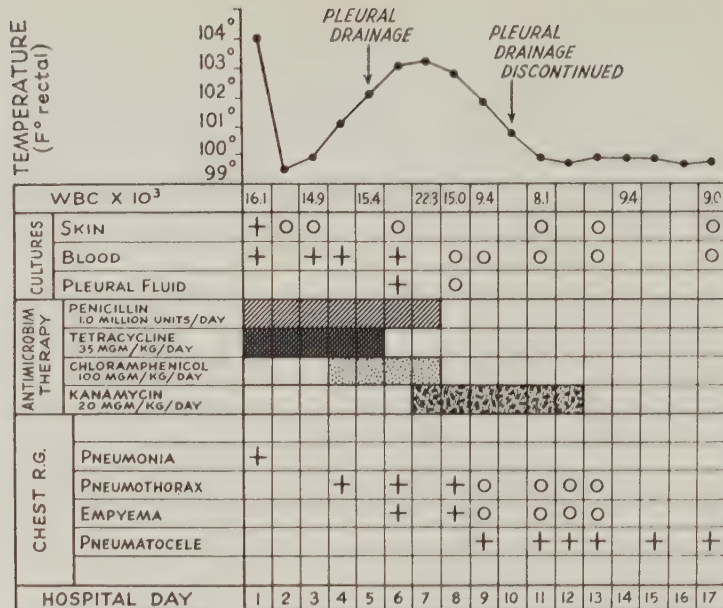 TEMPERATURE
(F° rectal)
104°
103°
102°
101°
100°
99°
PLEURAL
DRAINAGE
PLEURAL
DRAINAGE
DISCONTINUED
WBC X 10³ 16.1 14.9 15.4 22.3 15.0 9.4 8.1 9.4 9.0
CULTURES
SKIN + O O O O O O
BLOOD + + + + O O O O O
PLEURAL FLUID + O
ANTIMICROBIM
THERAPY
PENICILLIN
1.0 MILLION UNITS/DAY
TETRACYCLINE
35 MGM/KG/DAY
CHLORAMPHENICOL
100 MGM/KG/DAY
KANAMYCIN
20 MGM/KG/DAY
CHEST R.G.
PNEUMONIA +
PNEUMOTHORAX + + + O O O O
EMPYEMA + + O O O O
PNEUMATOCELE + + + + + +
HOSPITAL DAY 1 2 3 4 5 6 7 8 9 10 11 12 13 14 15 16 17